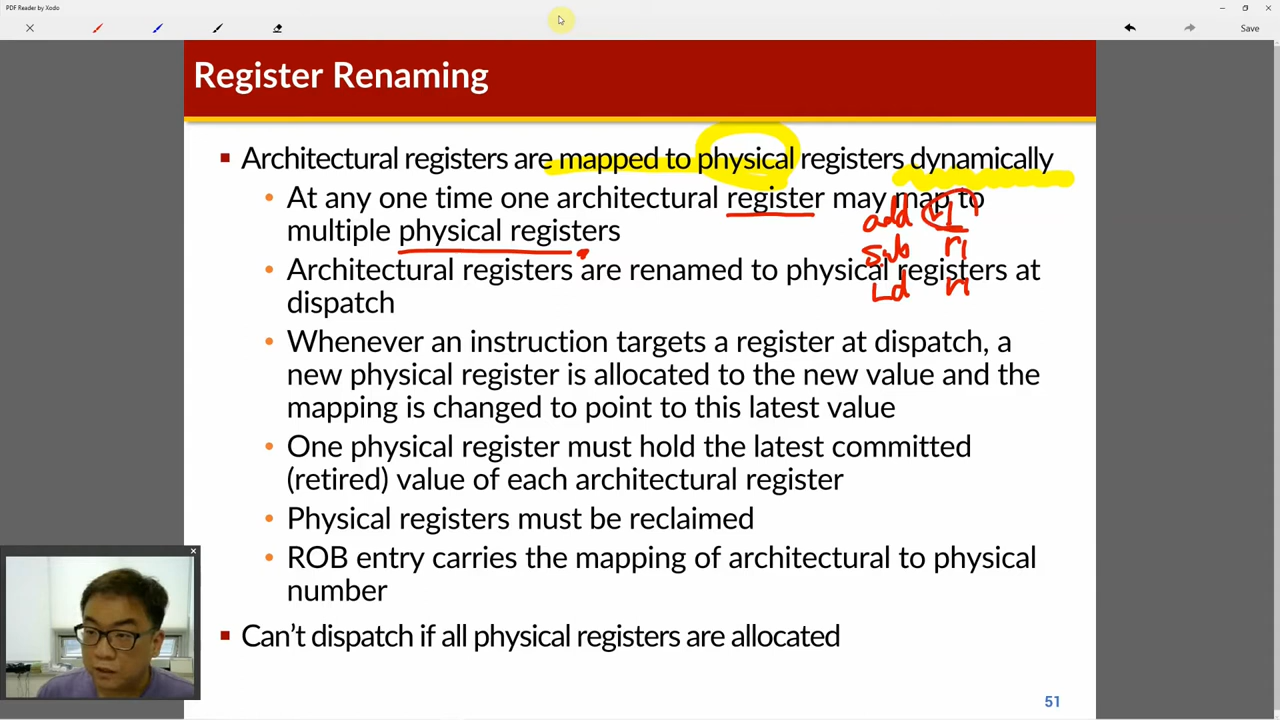 PDF Reader by Xodo
Save
Register Renaming
Architectural registers are mapped to physical registers dynamically
At any one time one architectural register may map to
multiple physical registers
add r1
sub r1
Ld r1
Architectural registers are renamed to physical registers at
dispatch
Whenever an instruction targets a register at dispatch, a
new physical register is allocated to the new value and the
mapping is changed to point to this latest value
One physical register must hold the latest committed
(retired) value of each architectural register
Physical registers must be reclaimed
ROB entry carries the mapping of architectural to physical
number
Can't dispatch if all physical registers are allocated
51